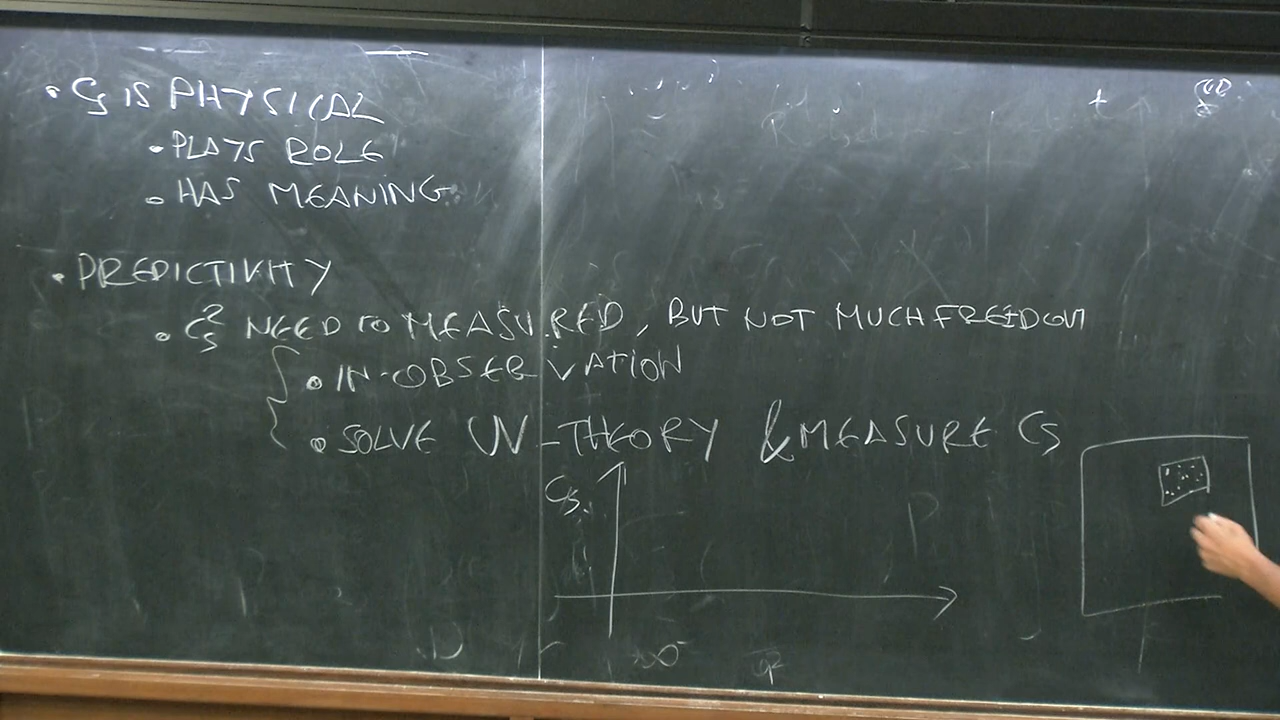 • Cs IS PHYSICAL
• PLAYS ROLE
• HAS MEANING
• PREDICTIVITY
• Cs² NEED TO MEASURED, BUT NOT MUCH FREEDOM
• IN-OBSERVATION
• SOLVE UV-THEORY & MEASURE Cs
Cs